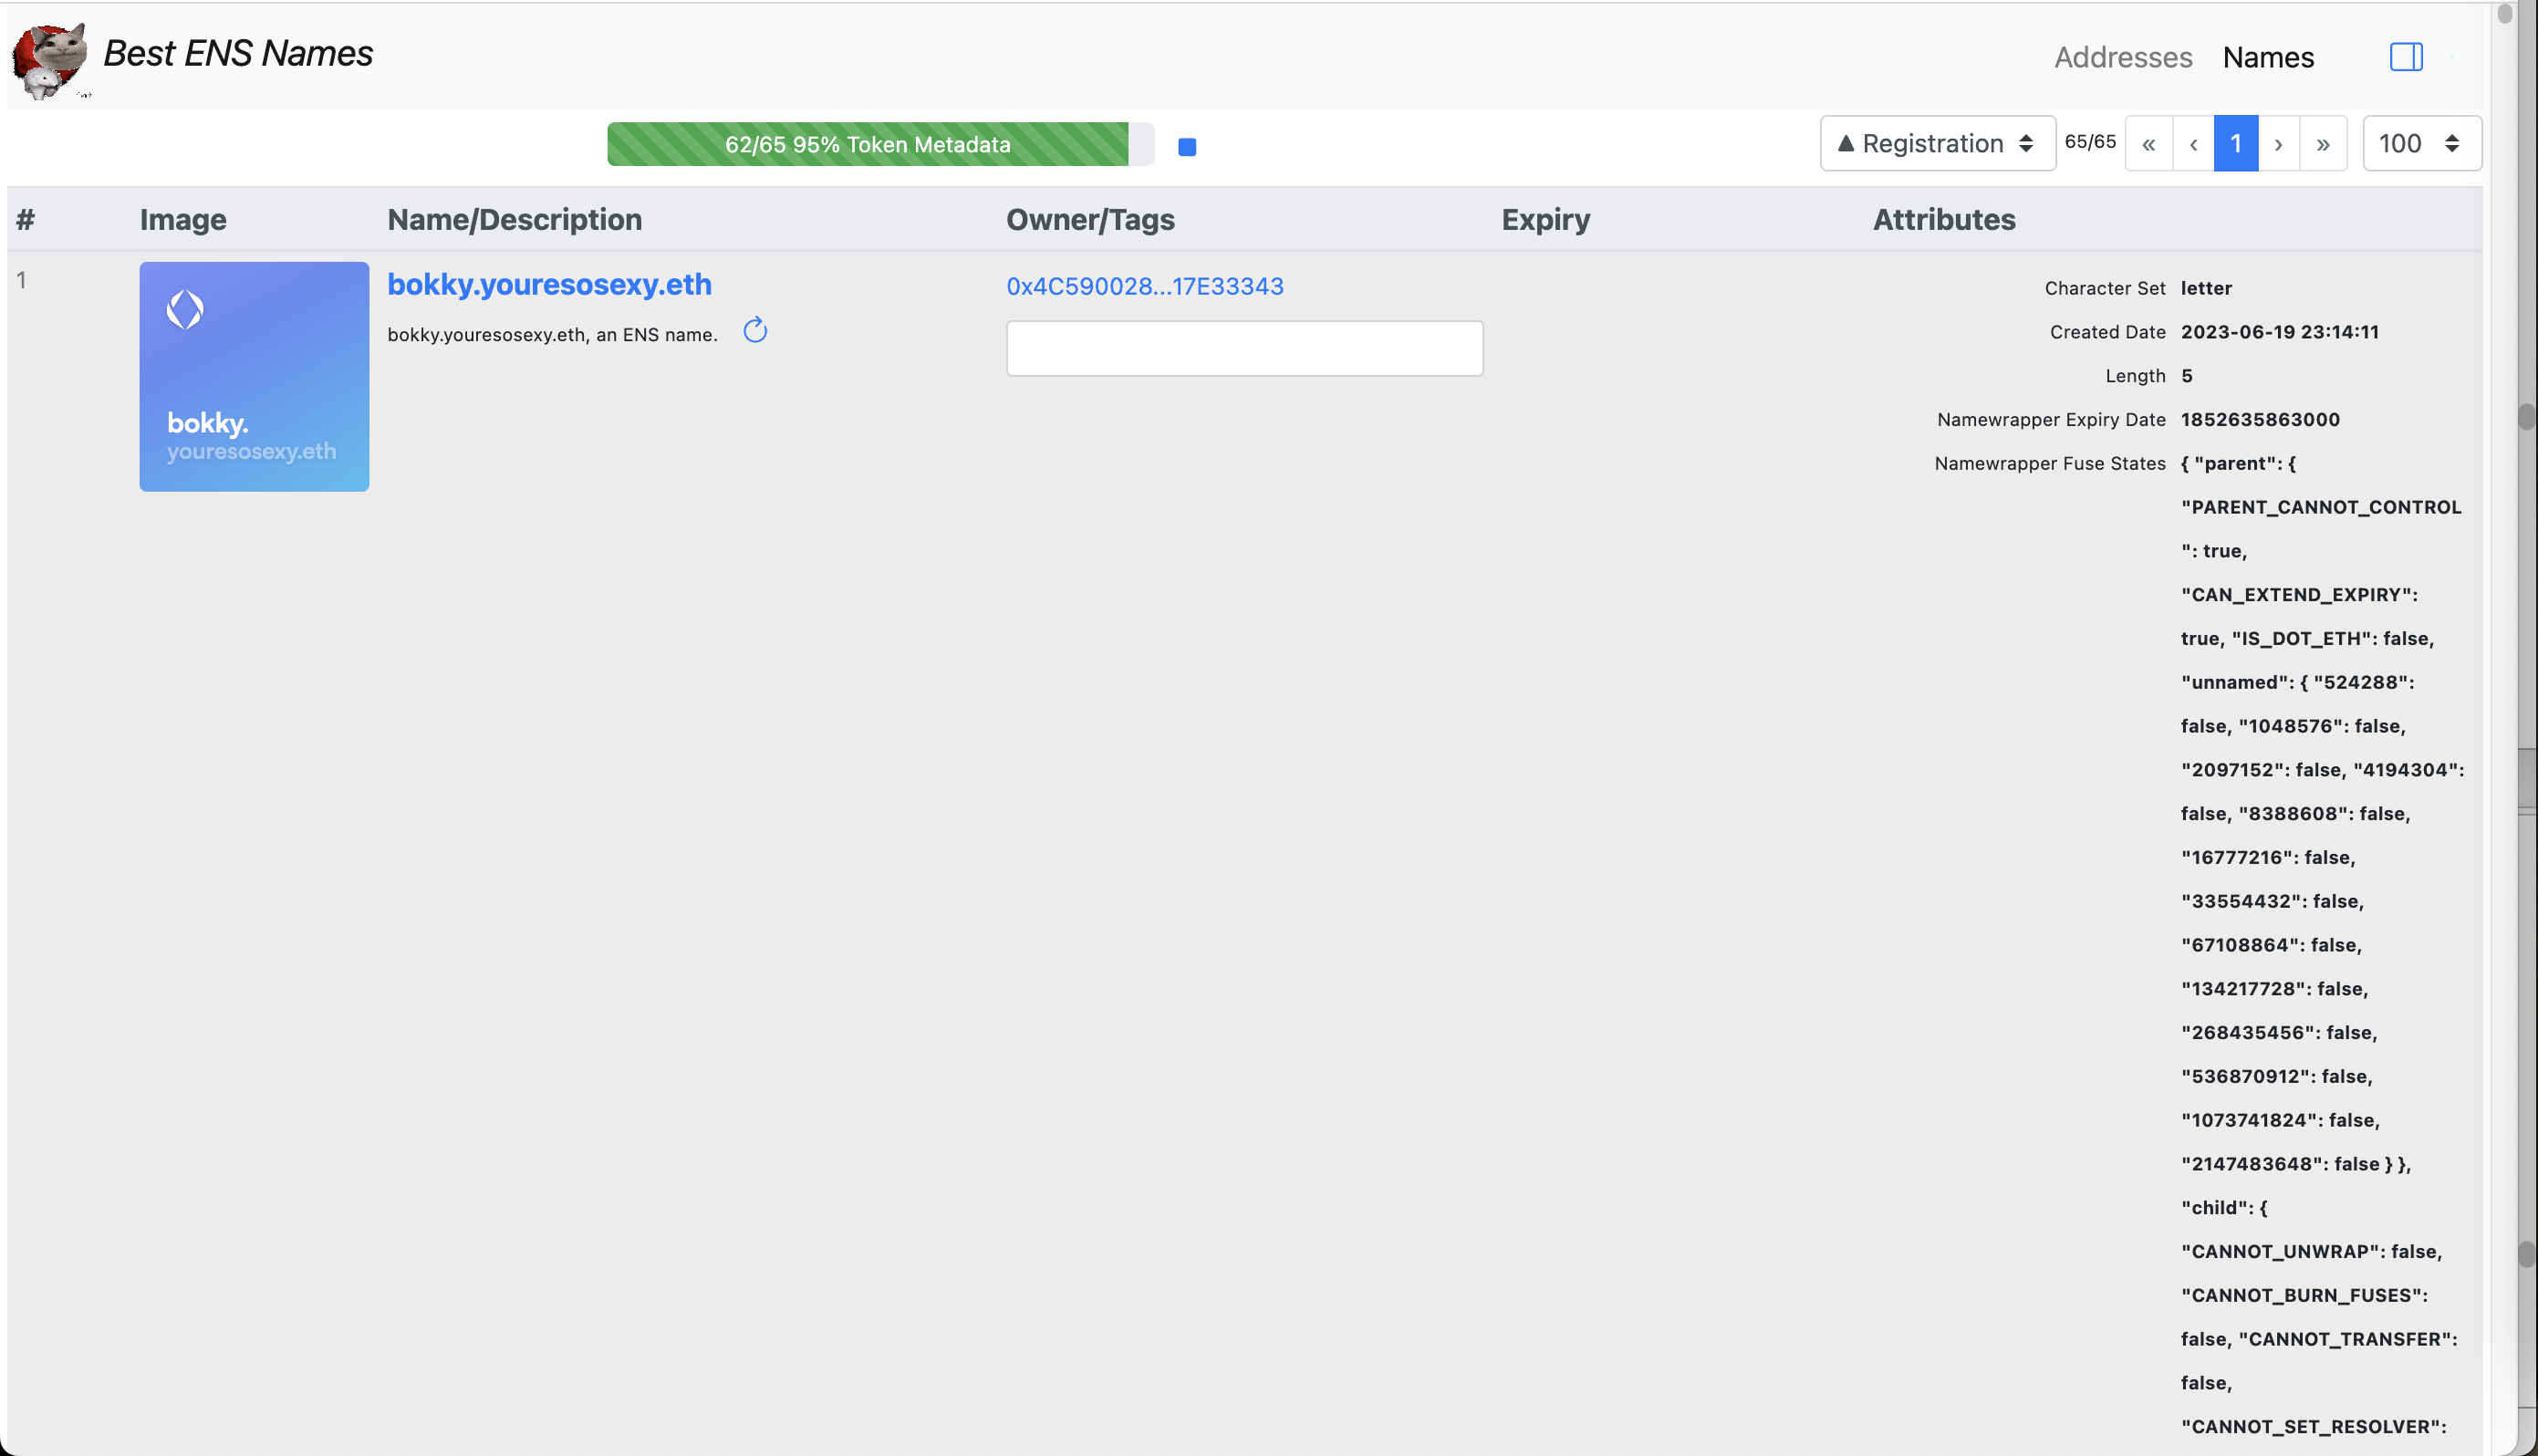 Best ENS Names
Addresses
Names
62/65 95% Token Metadata
▲ Registration
65/65
«
‹
1
›
»
100
#
Image
Name/Description
Owner/Tags
Expiry
Attributes
1
bokky.
youresosexy.eth
bokky.youresosexy.eth
bokky.youresosexy.eth, an ENS name.
0x4C590028...17E33343
Character Set letter
Created Date 2023-06-19 23:14:11
Length 5
Namewrapper Expiry Date 1852635863000
Namewrapper Fuse States { "parent": {
"PARENT_CANNOT_CONTROL
": true,
"CAN_EXTEND_EXPIRY":
true, "IS_DOT_ETH": false,
"unnamed": { "524288":
false, "1048576": false,
"2097152": false, "4194304":
false, "8388608": false,
"16777216": false,
"33554432": false,
"67108864": false,
"134217728": false,
"268435456": false,
"536870912": false,
"1073741824": false,
"2147483648": false } },
"child": {
"CANNOT_UNWRAP": false,
"CANNOT_BURN_FUSES":
false, "CANNOT_TRANSFER":
false,
"CANNOT_SET_RESOLVER":